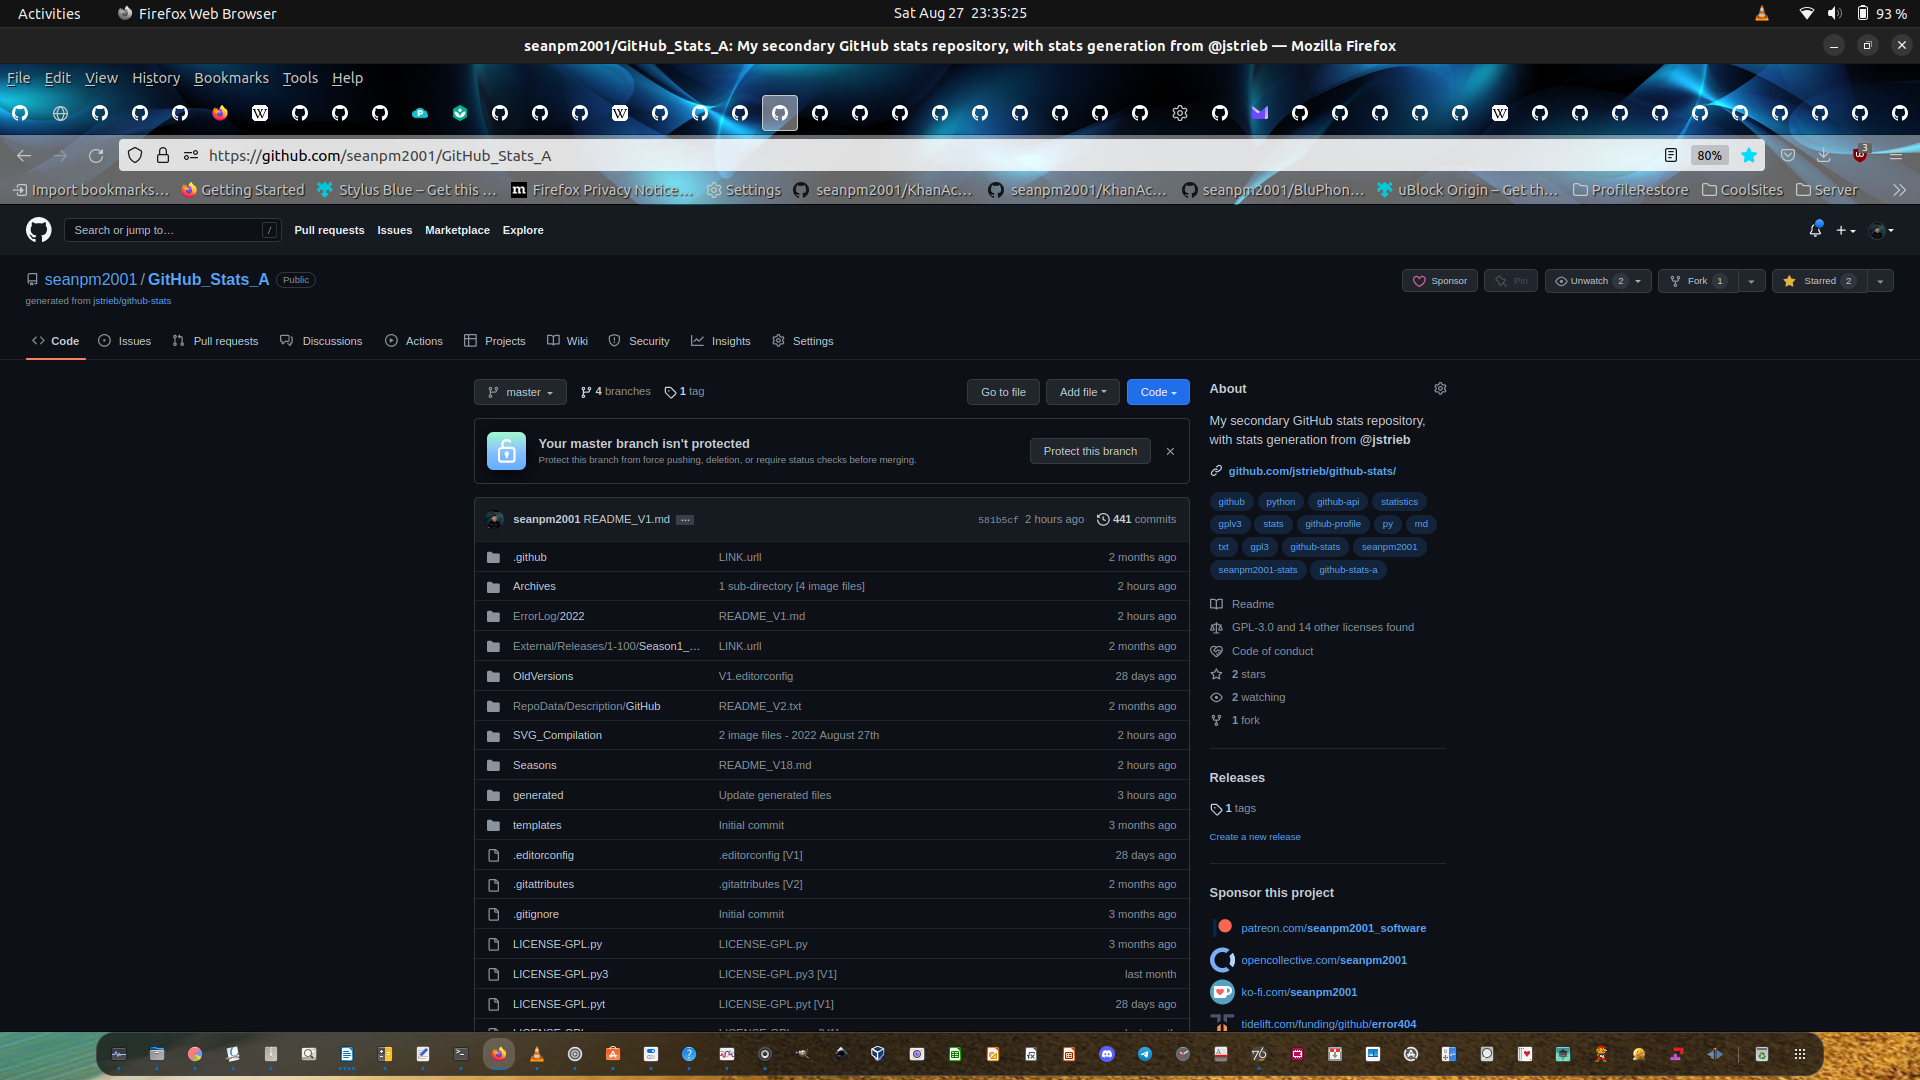 Activities
Firefox Web Browser
Sat Aug 27 23:35:25
93 %
seanpm2001/GitHub_Stats_A: My secondary GitHub stats repository, with stats generation from @jstrieb — Mozilla Firefox
File Edit View History Bookmarks Tools Help
https://github.com/seanpm2001/GitHub_Stats_A
80%
3
Import bookmarks…
Getting Started
Stylus Blue – Get this …
Firefox Privacy Notice…
Settings
seanpm2001/KhanAc…
seanpm2001/KhanAc…
seanpm2001/BluPhon…
uBlock Origin – Get th…
ProfileRestore
CoolSites
Server
Search or jump to…
/
Pull requests
Issues
Marketplace
Explore
seanpm2001 / GitHub_Stats_A Public
generated from jstrieb/github-stats
Sponsor
Pin
Unwatch 2
Fork 1
Starred 2
Code
Issues
Pull requests
Discussions
Actions
Projects
Wiki
Security
Insights
Settings
master
4 branches
1 tag
Go to file
Add file
Code
Your master branch isn't protected
Protect this branch from force pushing, deletion, or require status checks before merging.
Protect this branch
seanpm2001 README_V1.md … 581b5cf 2 hours ago 441 commits
.github LINK.urll 2 months ago
Archives 1 sub-directory [4 image files] 2 hours ago
ErrorLog/2022 README_V1.md 2 hours ago
External/Releases/1-100/Season1_… LINK.urll 2 months ago
OldVersions V1.editorconfig 28 days ago
RepoData/Description/GitHub README_V2.txt 2 months ago
SVG_Compilation 2 image files - 2022 August 27th 2 hours ago
Seasons README_V18.md 2 hours ago
generated Update generated files 3 hours ago
templates Initial commit 3 months ago
.editorconfig .editorconfig [V1] 28 days ago
.gitattributes .gitattributes [V2] 2 months ago
.gitignore Initial commit 3 months ago
LICENSE-GPL.py LICENSE-GPL.py 3 months ago
LICENSE-GPL.py3 LICENSE-GPL.py3 [V1] last month
LICENSE-GPL.pyt LICENSE-GPL.pyt [V1] 28 days ago
About
My secondary GitHub stats repository,
with stats generation from @jstrieb
github.com/jstrieb/github-stats/
github python github-api statistics
gplv3 stats github-profile py md
txt gpl3 github-stats seanpm2001
seanpm2001-stats github-stats-a
Readme
GPL-3.0 and 14 other licenses found
Code of conduct
2 stars
2 watching
1 fork
Releases
1 tags
Create a new release
Sponsor this project
patreon.com/seanpm2001_software
opencollective.com/seanpm2001
ko-fi.com/seanpm2001
tidelift.com/funding/github/error404